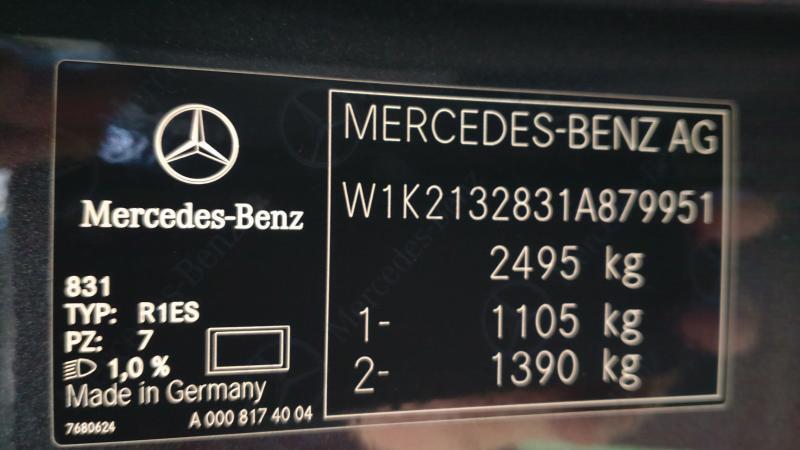 Mercedes-Benz
831
TYP: R1ES
PZ: 7
1,0 %
Made in Germany
7680624
A 000 817 40 04
MERCEDES-BENZ AG
W1K2132831A879951
2495 kg
1- 1105 kg
2- 1390 kg